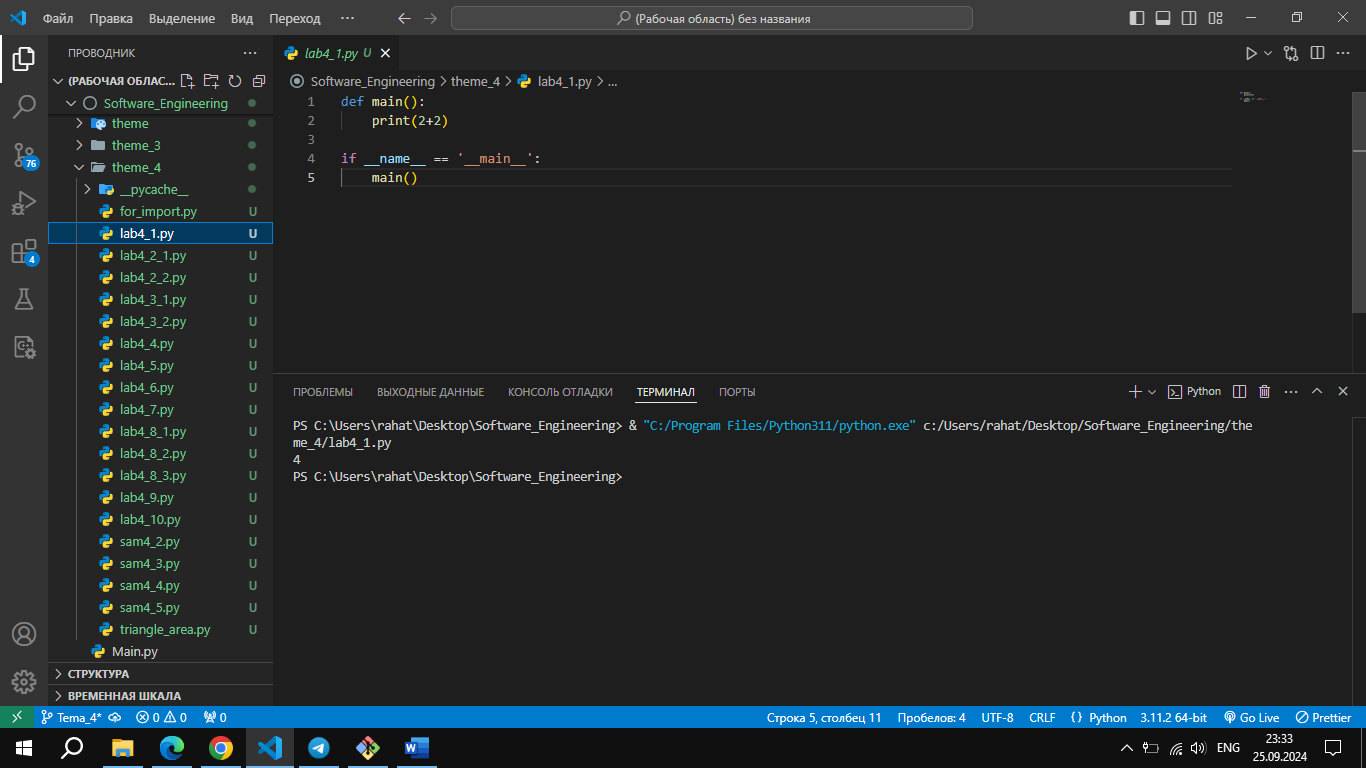 Файл Правка Выделение Вид Переход ··· (Рабочая область) без названия
ПРОВОДНИК ···
(РАБОЧАЯ ОБЛАС...
Software_Engineering
theme
theme_3
theme_4
__pycache__
for_import.py U
lab4_1.py U
lab4_2_1.py U
lab4_2_2.py U
lab4_3_1.py U
lab4_3_2.py U
lab4_4.py U
lab4_5.py U
lab4_6.py U
lab4_7.py U
lab4_8_1.py U
lab4_8_2.py U
lab4_8_3.py U
lab4_9.py U
lab4_10.py U
sam4_2.py U
sam4_3.py U
sam4_4.py U
sam4_5.py U
triangle_area.py U
Main.py
СТРУКТУРА
ВРЕМЕННАЯ ШКАЛА
76
4
lab4_1.py U
Software_Engineering > theme_4 > lab4_1.py > ...
1 def main():
2 print(2+2)
3
4 if __name__ == '__main__':
5 main()
ПРОБЛЕМЫ ВЫХОДНЫЕ ДАННЫЕ КОНСОЛЬ ОТЛАДКИ ТЕРМИНАЛ ПОРТЫ Python
PS C:\Users\rahat\Desktop\Software_Engineering> & "C:/Program Files/Python311/python.exe" c:/Users/rahat/Desktop/Software_Engineering/the
me_4/lab4_1.py
4
PS C:\Users\rahat\Desktop\Software_Engineering>
Tema_4* 0 0 0 Строка 5, столбец 11 Пробелов: 4 UTF-8 CRLF Python 3.11.2 64-bit Go Live Prettier
ENG 23:33
25.09.2024